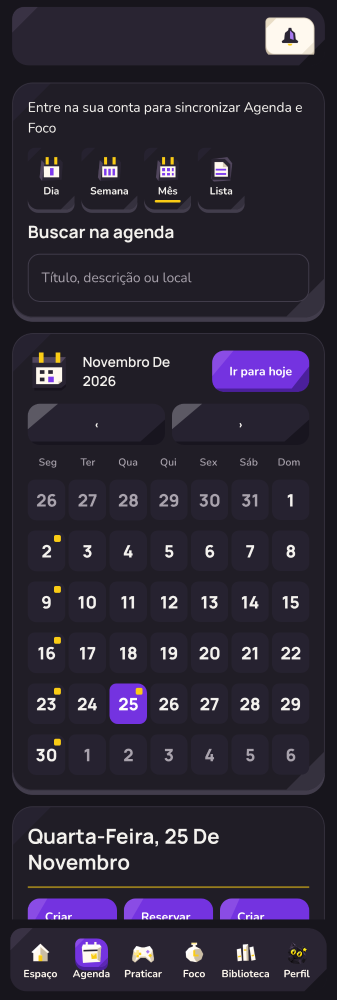 Entre na sua conta para sincronizar Agenda e
Foco
Dia Semana Mês Lista
Buscar na agenda
Título, descrição ou local
Novembro De
2026
Ir para hoje
‹ ›
Seg Ter Qua Qui Sex Sáb Dom
26 27 28 29 30 31 1
2 3 4 5 6 7 8
9 10 11 12 13 14 15
16 17 18 19 20 21 22
23 24 25 26 27 28 29
30 1 2 3 4 5 6
Quarta-Feira, 25 De
Novembro
Criar Reservar Criar
Espaço Agenda Praticar Foco Biblioteca Perfil